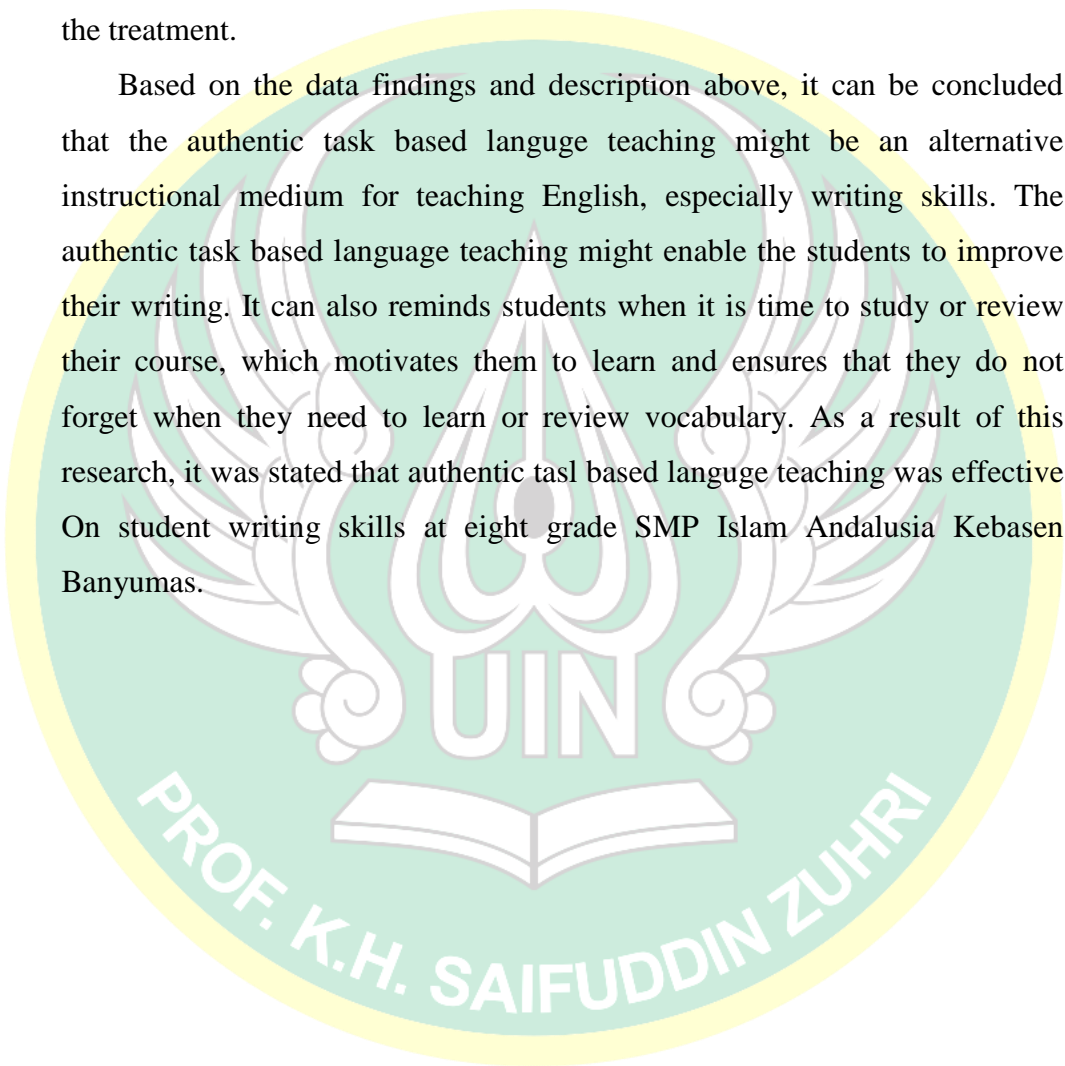 the treatment.
Based on the data findings and description above, it can be concluded
that the authentic task based languge teaching might be an alternative
instructional medium for teaching English, especially writing skills. The
authentic task based language teaching might enable the students to improve
their writing. It can also reminds students when it is time to study or review
their course, which motivates them to learn and ensures that they do not
forget when they need to learn or review vocabulary. As a result of this
research, it was stated that authentic tasl based languge teaching was effective
On student writing skills at eight grade SMP Islam Andalusia Kebasen
Banyumas.
UIN
PROF. K.H. SAIFUDDIN ZUHRI